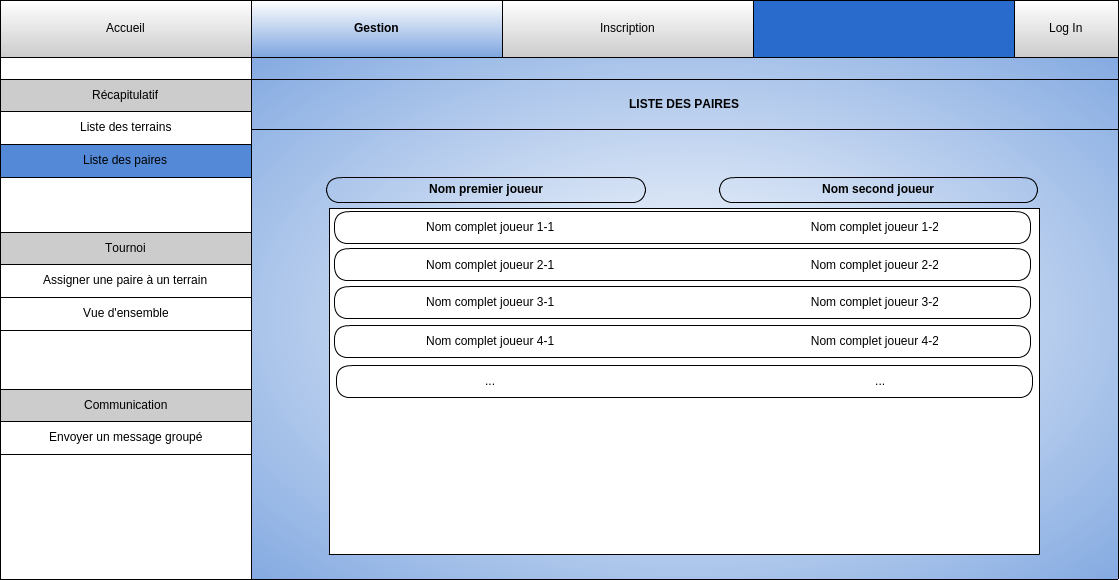 Accueil
Gestion
Inscription
Log In
Récapitulatif
Liste des terrains
Liste des paires
Tournoi
Assigner une paire à un terrain
Vue d'ensemble
Communication
Envoyer un message groupé
LISTE DES PAIRES
Nom premier joueur
Nom second joueur
Nom complet joueur 1-1
Nom complet joueur 1-2
Nom complet joueur 2-1
Nom complet joueur 2-2
Nom complet joueur 3-1
Nom complet joueur 3-2
Nom complet joueur 4-1
Nom complet joueur 4-2
...
...